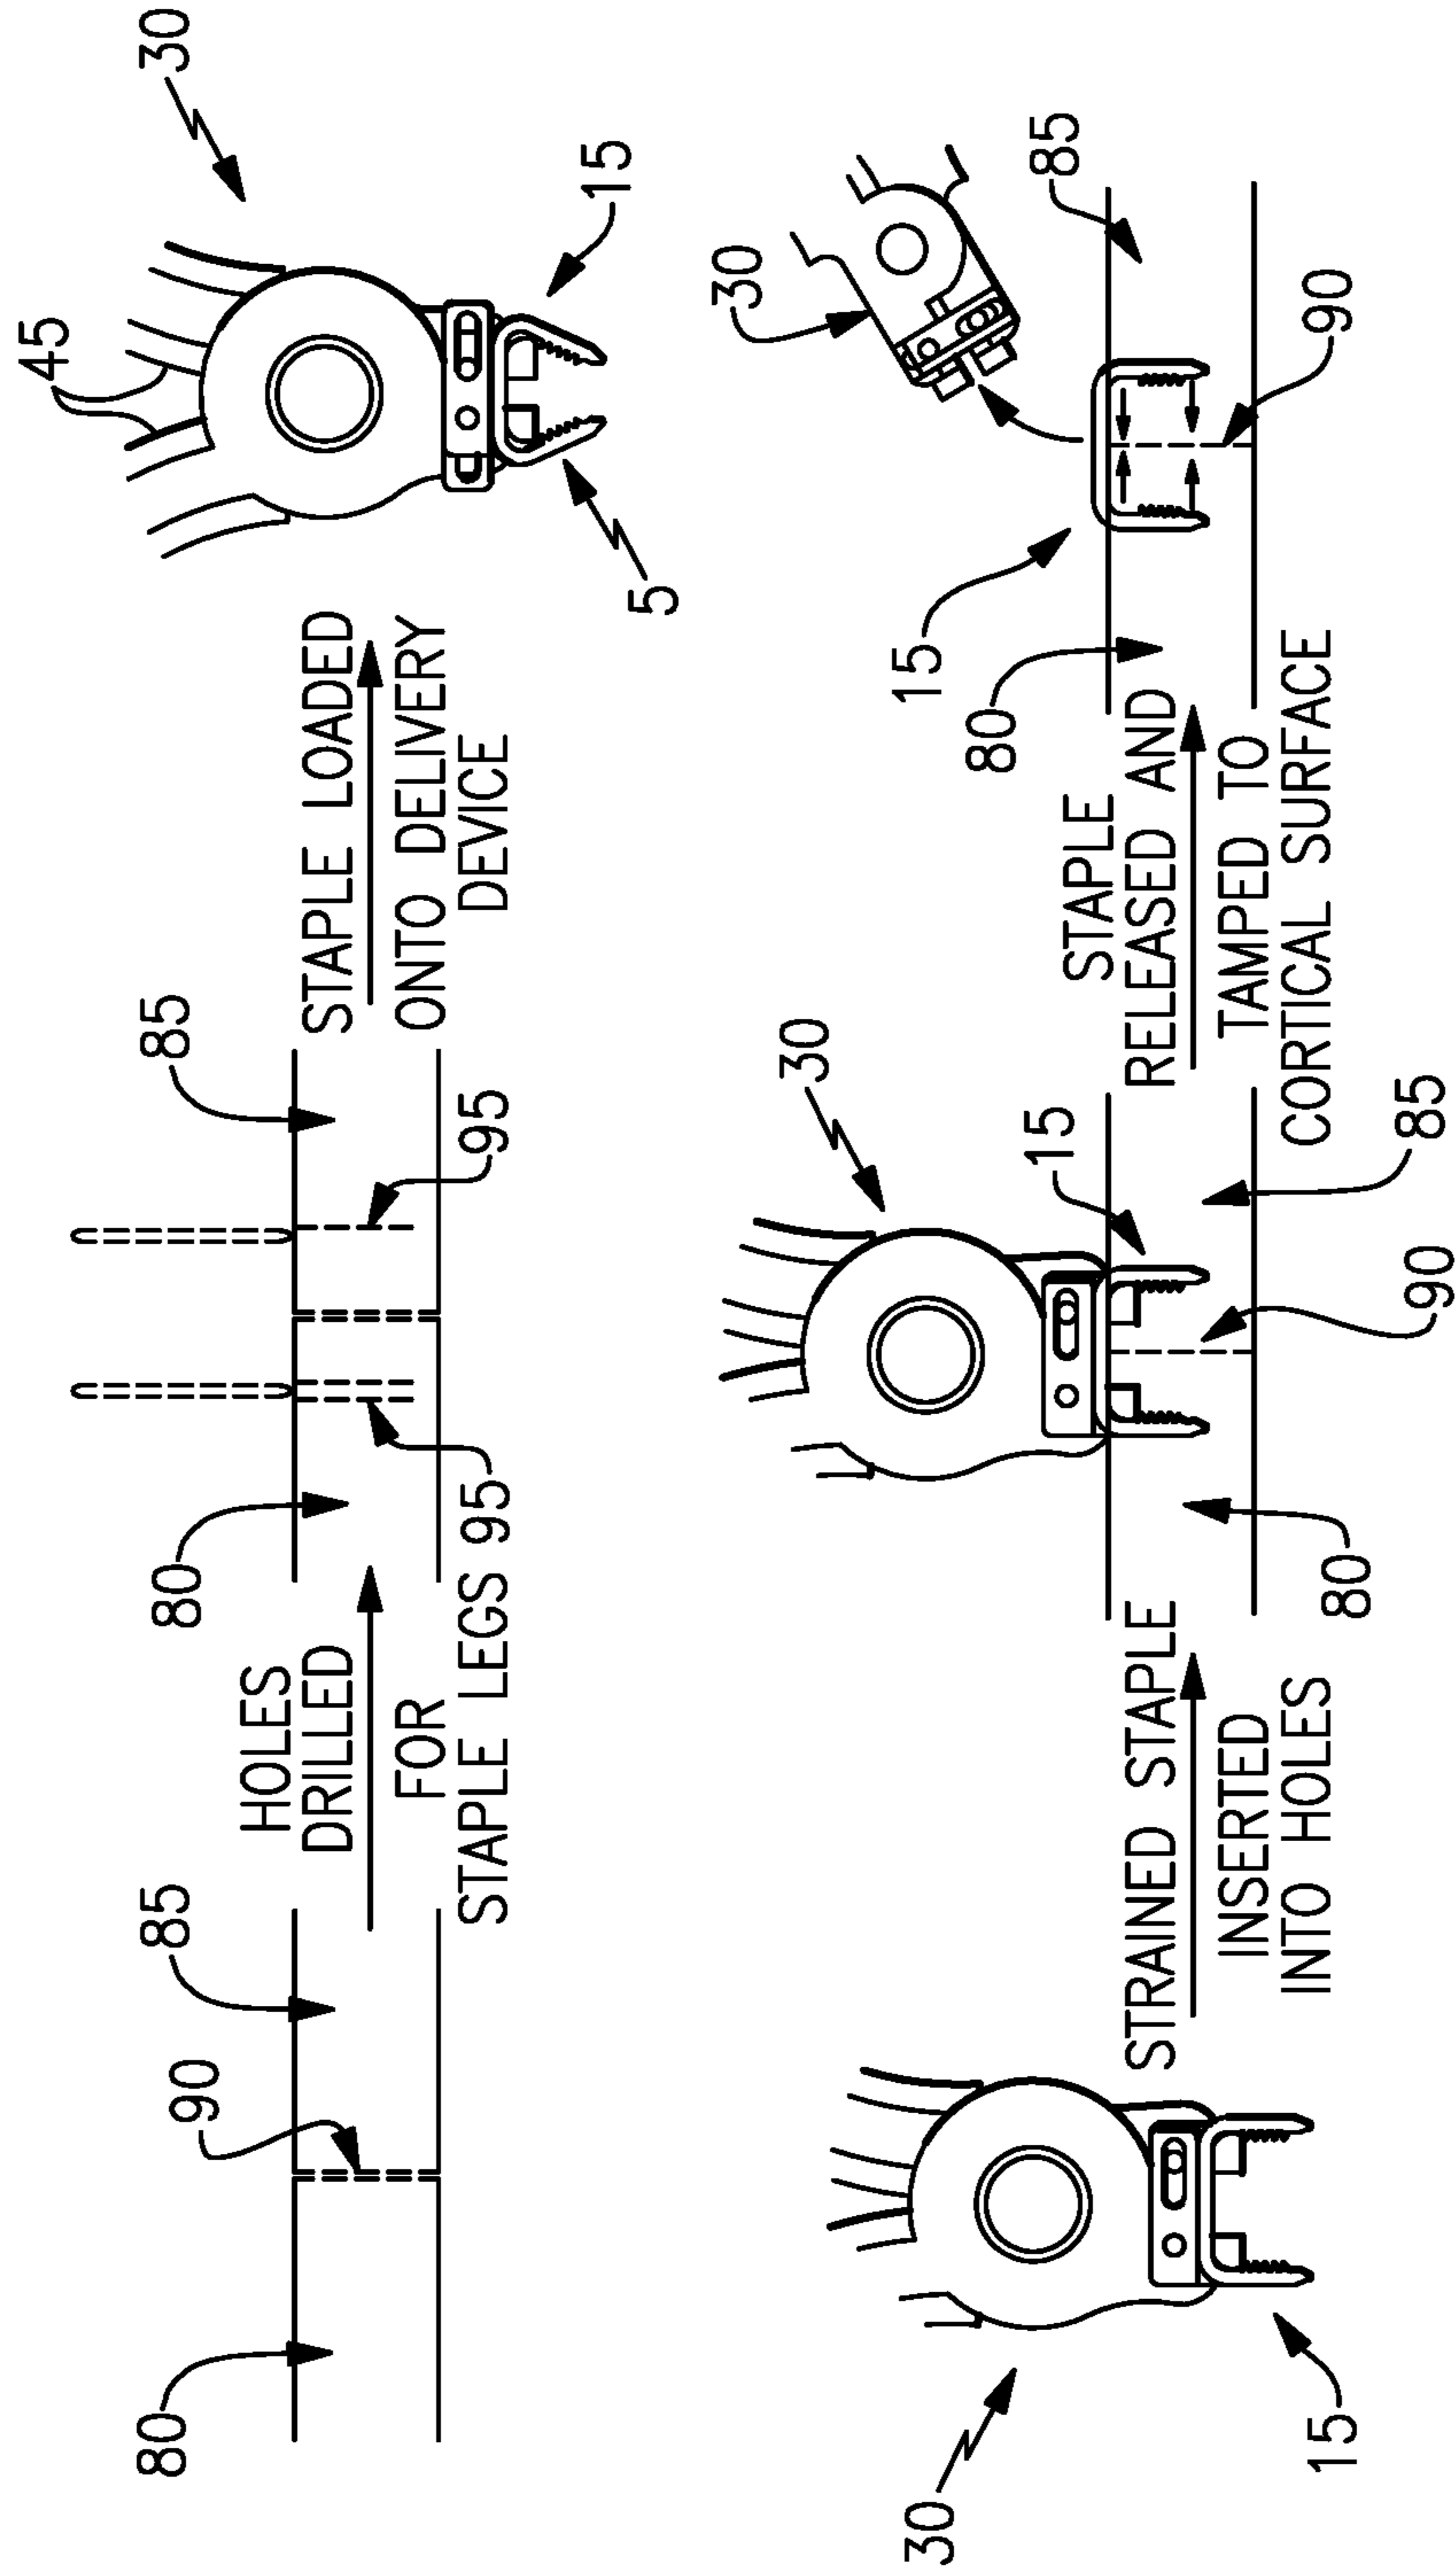 80
90
85
HOLES
DRILLED
FOR
STAPLE LEGS 95
80
85
95
STAPLE LOADED
ONTO DELIVERY
DEVICE
45
30
15
5
30
15
STRAINED STAPLE
INSERTED
INTO HOLES
30
15
80
90
85
STAPLE
RELEASED AND
TAMPED TO
CORTICAL SURFACE
80
15
30
85
90